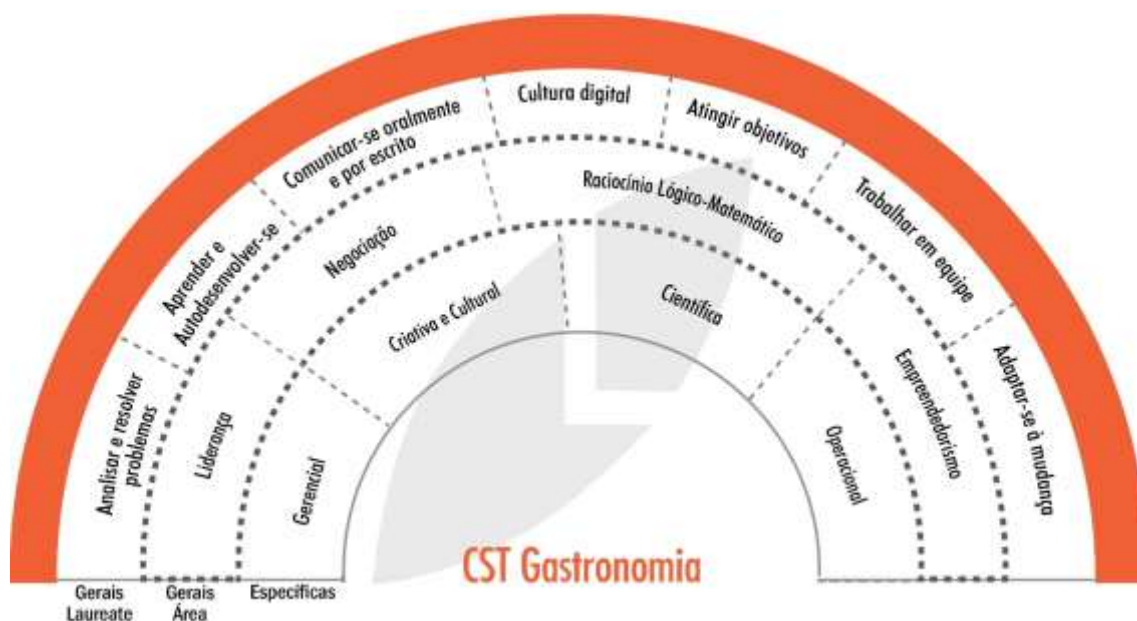 Analisar e resolver
problemas
Aprender e
Autodesenvolver-se
Comunicar-se oralmente
e por escrito
Cultura digital
Atingir objetivos
Trabalhar em equipe
Adaptar-se à mudança
Liderança
Negociação
Raciocínio Lógico-Matemático
Empreendedorismo
Gerencial
Criativa e Cultural
Científica
Operacional
CST Gastronomia
Gerais
Laureate
Gerais
Área
Específicas